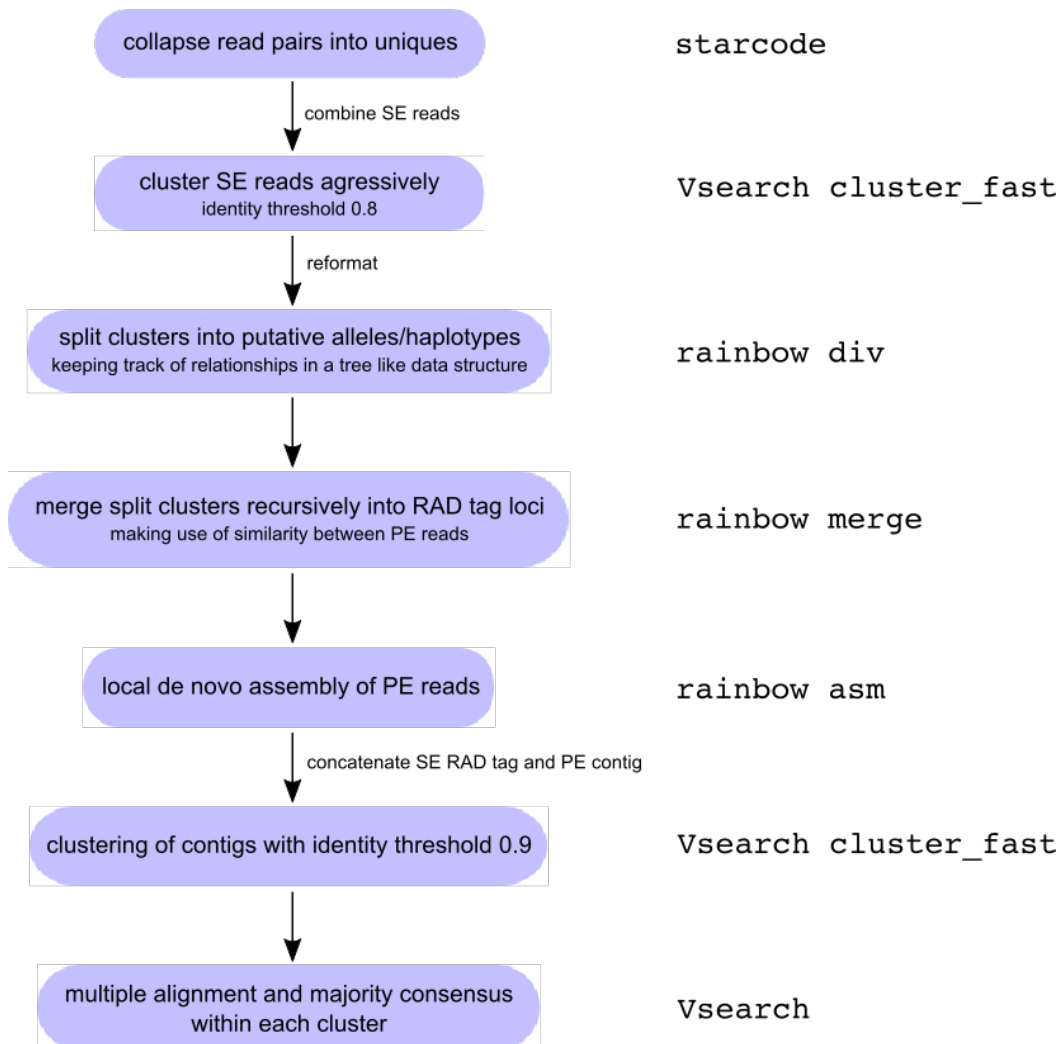 collapse read pairs into uniques
starcode
combine SE reads
cluster SE reads agressively
identity threshold 0.8
Vsearch cluster_fast
reformat
split clusters into putative alleles/haplotypes
keeping track of relationships in a tree like data structure
rainbow div
merge split clusters recursively into RAD tag loci
making use of similarity between PE reads
rainbow merge
local de novo assembly of PE reads
rainbow asm
concatenate SE RAD tag and PE contig
clustering of contigs with identity threshold 0.9
Vsearch cluster_fast
multiple alignment and majority consensus
within each cluster
Vsearch